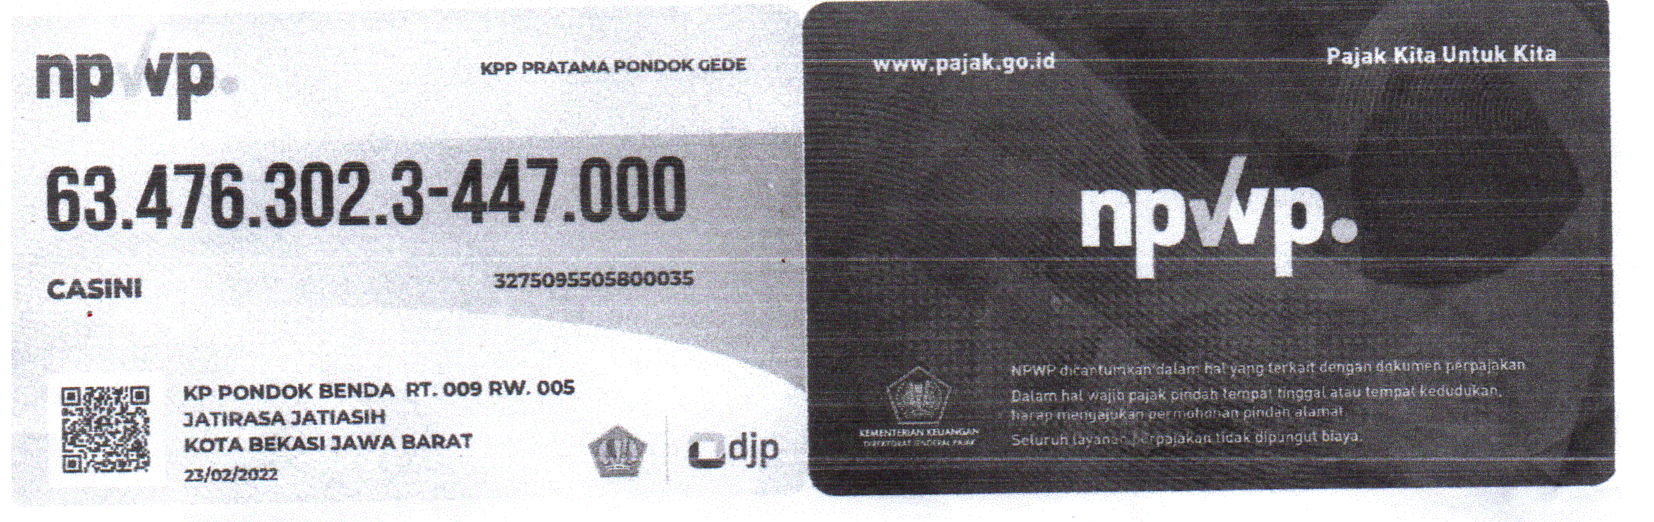 npwp.
KPP PRATAMA PONDOK GEDE
63.476.302.3-447.000
CASINI
3275095505800035
KP PONDOK BENDA RT. 009 RW. 005
JATIRASA JATIASIH
KOTA BEKASI JAWA BARAT
23/02/2022
djp
www.pajak.go.id
Pajak Kita Untuk Kita
npwp.
KEMENTERIAN KEUANGAN
DIREKTORAT JENDERAL PAJAK
NPWP dicantumkan dalam hal yang terkait dengan dokumen perpajakan
Dalam hal wajib pajak pindah tempat tinggal atau tempat kedudukan,
harap mengajukan permohonan pindah alamat
Seluruh layanan perpajakan tidak dipungut biaya.